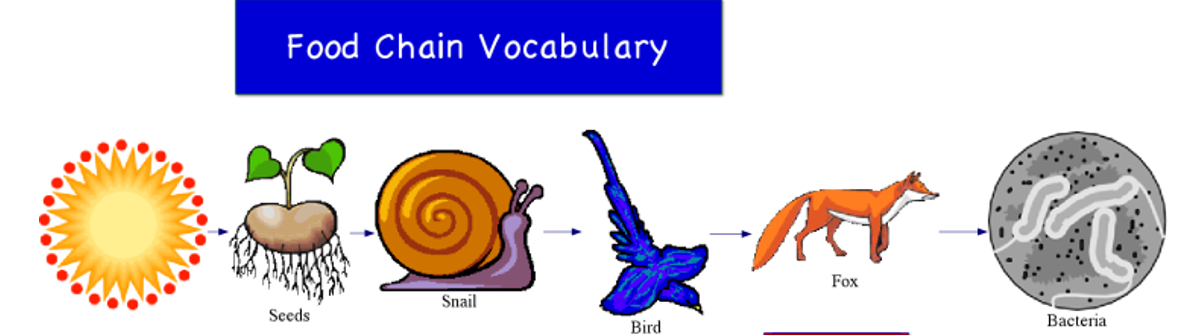 Food Chain Vocabulary
Seeds
Snail
Bird
Fox
Bacteria